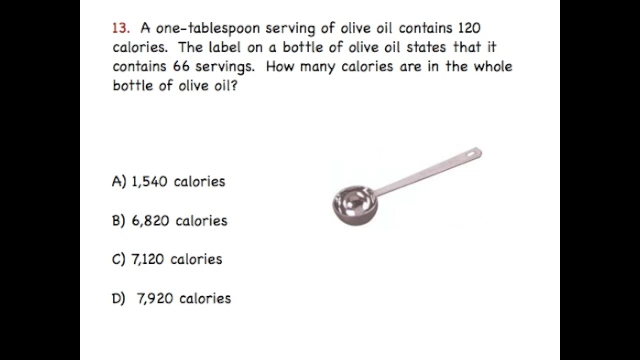 13. A one-tablespoon serving of olive oil contains 120
calories. The label on a bottle of olive oil states that it
contains 66 servings. How many calories are in the whole
bottle of olive oil?
A) 1,540 calories
B) 6,820 calories
C) 7,120 calories
D) 7,920 calories